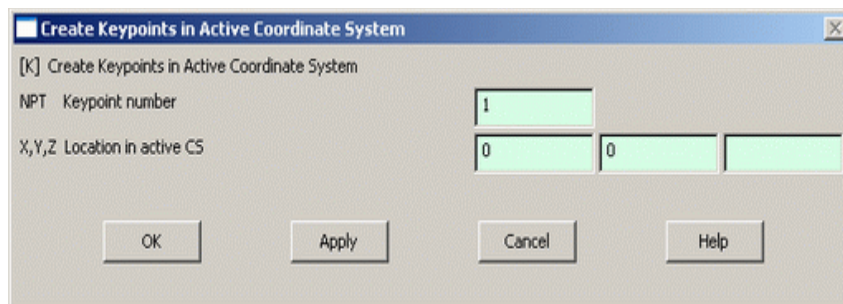 Create Keypoints in Active Coordinate System
[K] Create Keypoints in Active Coordinate System
NPT Keypoint number 1
X,Y,Z Location in active CS 0 0
OK Apply Cancel Help